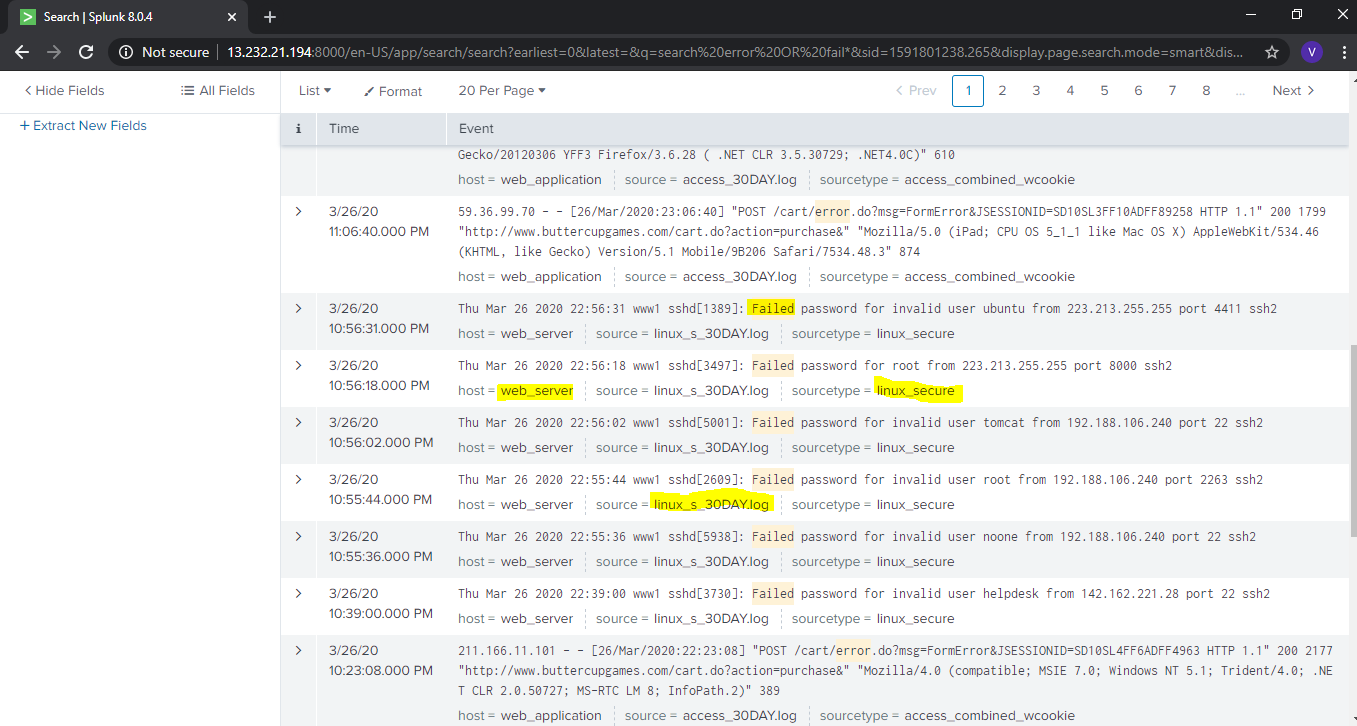 Search | Splunk 8.0.4
Not secure
13.232.21.194:8000/en-US/app/search/search?earliest=0&latest=&q=search%20error%20OR%20fail*&sid=1591801238.265&display.page.search.mode=smart&dis...
V
Hide Fields
All Fields
List
Format
20 Per Page
Prev 1 2 3 4 5 6 7 8 ... Next
+ Extract New Fields
i Time Event
Gecko/20120306 YFF3 Firefox/3.6.28 ( .NET CLR 3.5.30729; .NET4.0C)" 610
host = web_application source = access_30DAY.log sourcetype = access_combined_wcookie
3/26/20
11:06:40.000 PM
59.36.99.70 - - [26/Mar/2020:23:06:40] "POST /cart/error.do?msg=FormError&JSESSIONID=SD10SL3FF10ADFF89258 HTTP 1.1" 200 1799
"http://www.buttercupgames.com/cart.do?action=purchase&" "Mozilla/5.0 (iPad; CPU OS 5_1_1 like Mac OS X) AppleWebKit/534.46
(KHTML, like Gecko) Version/5.1 Mobile/9B206 Safari/7534.48.3" 874
host = web_application source = access_30DAY.log sourcetype = access_combined_wcookie
3/26/20
10:56:31.000 PM
Thu Mar 26 2020 22:56:31 www1 sshd[1389]: Failed password for invalid user ubuntu from 223.213.255.255 port 4411 ssh2
host = web_server source = linux_s_30DAY.log sourcetype = linux_secure
3/26/20
10:56:18.000 PM
Thu Mar 26 2020 22:56:18 www1 sshd[3497]: Failed password for root from 223.213.255.255 port 8000 ssh2
host = web_server source = linux_s_30DAY.log sourcetype = linux_secure
3/26/20
10:56:02.000 PM
Thu Mar 26 2020 22:56:02 www1 sshd[5001]: Failed password for invalid user tomcat from 192.188.106.240 port 22 ssh2
host = web_server source = linux_s_30DAY.log sourcetype = linux_secure
3/26/20
10:55:44.000 PM
Thu Mar 26 2020 22:55:44 www1 sshd[2609]: Failed password for invalid user root from 192.188.106.240 port 2263 ssh2
host = web_server source = linux_s_30DAY.log sourcetype = linux_secure
3/26/20
10:55:36.000 PM
Thu Mar 26 2020 22:55:36 www1 sshd[5938]: Failed password for invalid user noone from 192.188.106.240 port 22 ssh2
host = web_server source = linux_s_30DAY.log sourcetype = linux_secure
3/26/20
10:39:00.000 PM
Thu Mar 26 2020 22:39:00 www1 sshd[3730]: Failed password for invalid user helpdesk from 142.162.221.28 port 22 ssh2
host = web_server source = linux_s_30DAY.log sourcetype = linux_secure
3/26/20
10:23:08.000 PM
211.166.11.101 - - [26/Mar/2020:22:23:08] "POST /cart/error.do?msg=FormError&JSESSIONID=SD10SL4FF6ADFF4963 HTTP 1.1" 200 2177
"http://www.buttercupgames.com/cart.do?action=purchase&" "Mozilla/4.0 (compatible; MSIE 7.0; Windows NT 5.1; Trident/4.0; .NE
T CLR 2.0.50727; MS-RTC LM 8; InfoPath.2)" 389
host = web_application source = access_30DAY.log sourcetype = access_combined_wcookie